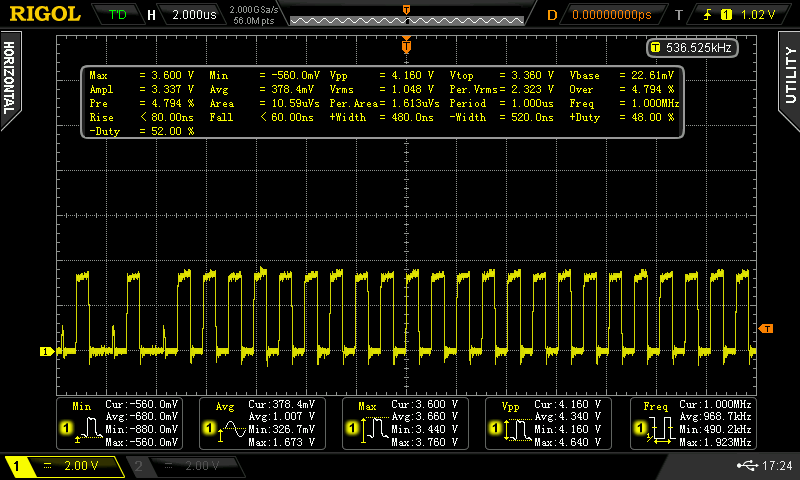 RIGOL T'D H 2.000us 2.000GSa/s 56.0M pts D 0.00000000ps T 1 1.02 V
HORIZONTAL
UTILITY
T 536.525kHz
Max = 3.600 V Min = -560.0mV Vpp = 4.160 V Vtop = 3.360 V Vbase = 22.61mV
Ampl = 3.337 V Avg = 378.4mV Vrms = 1.048 V Per.Vrms= 2.323 V Over = 4.794 %
Pre = 4.794 % Area = 10.59uVs Per.Area= 1.613uVs Period = 1.000us Freq = 1.000MHz
Rise < 80.00ns Fall < 60.00ns +Width = 480.0ns -Width = 520.0ns +Duty = 48.00 %
-Duty = 52.00 %
T
T
1
Min
1
Cur:-560.0mV
Avg:-680.0mV
Min:-880.0mV
Max:-560.0mV
Avg
1
Cur:378.4mV
Avg:1.007 V
Min:326.7mV
Max:1.673 V
Max
1
Cur:3.600 V
Avg:3.660 V
Min:3.440 V
Max:3.760 V
Vpp
1
Cur:4.160 V
Avg:4.340 V
Min:4.160 V
Max:4.640 V
Freq
1
Cur:1.000MHz
Avg:968.7kHz
Min:490.2kHz
Max:1.923MHz
1 2.00 V 2 2.00 V 17:24